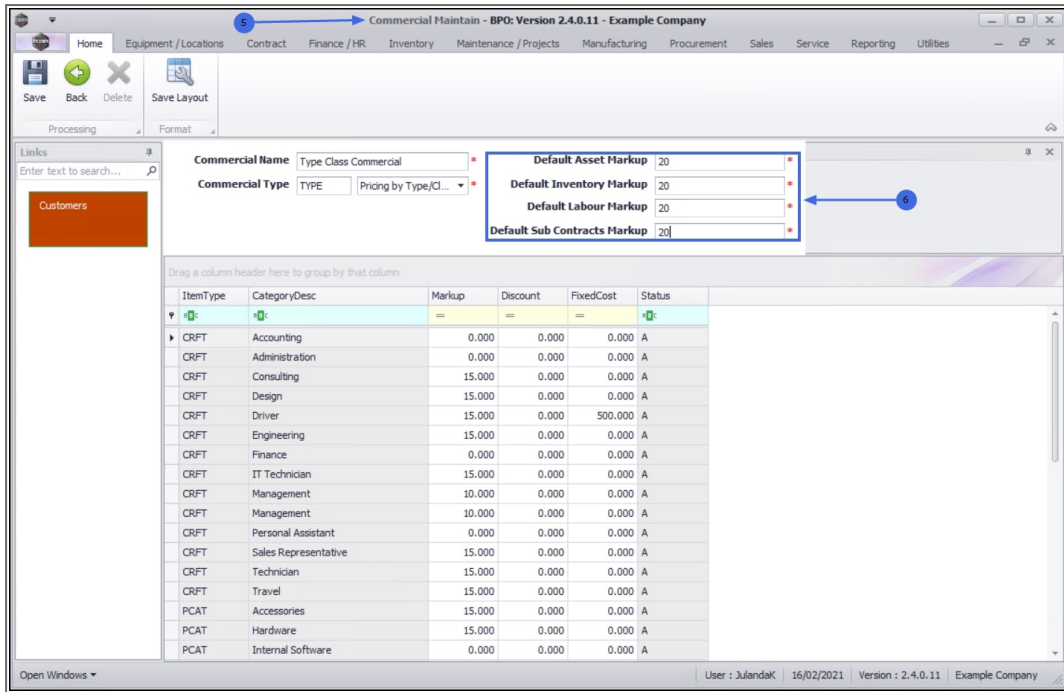 5
Commercial Maintain - BPO: Version 2.4.0.11 - Example Company
Home Equipment / Locations Contract Finance / HR Inventory Maintenance / Projects Manufacturing Procurement Sales Service Reporting Utilities
Save Back Delete Save Layout
Processing Format
Links
Enter text to search...
Customers
Commercial Name Type Class Commercial * Default Asset Markup 20 *
Commercial Type TYPE Pricing by Type/Cl... * Default Inventory Markup 20 *
Default Labour Markup 20 *
Default Sub Contracts Markup 20 *
6
Drag a column header here to group by that column
ItemType CategoryDesc Markup Discount FixedCost Status
= = =
CRFT Accounting 0.000 0.000 0.000 A
CRFT Administration 0.000 0.000 0.000 A
CRFT Consulting 15.000 0.000 0.000 A
CRFT Design 15.000 0.000 0.000 A
CRFT Driver 15.000 0.000 500.000 A
CRFT Engineering 15.000 0.000 0.000 A
CRFT Finance 0.000 0.000 0.000 A
CRFT IT Technician 15.000 0.000 0.000 A
CRFT Management 10.000 0.000 0.000 A
CRFT Management 10.000 0.000 0.000 A
CRFT Personal Assistant 0.000 0.000 0.000 A
CRFT Sales Representative 15.000 0.000 0.000 A
CRFT Technician 15.000 0.000 0.000 A
CRFT Travel 15.000 0.000 0.000 A
PCAT Accessories 15.000 0.000 0.000 A
PCAT Hardware 15.000 0.000 0.000 A
PCAT Internal Software 0.000 0.000 0.000 A
Open Windows User : JulandaK 16/02/2021 Version : 2.4.0.11 Example Company